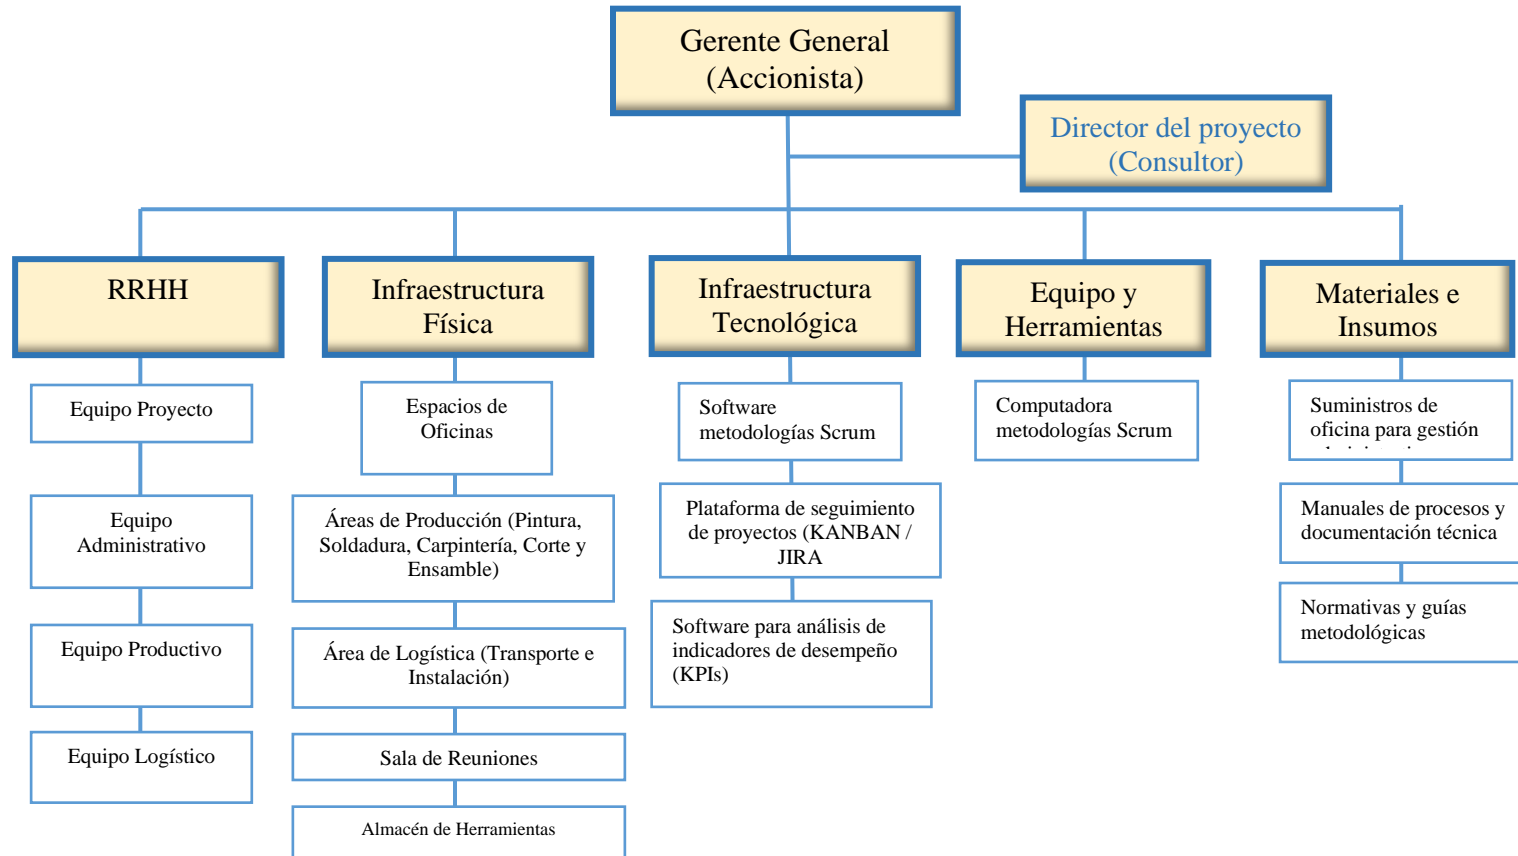 Gerente General
(Accionista)
Director del proyecto
(Consultor)
RRHH
Infraestructura
Física
Infraestructura
Tecnológica
Equipo y
Herramientas
Materiales e
Insumos
Equipo Proyecto
Equipo
Administrativo
Equipo Productivo
Equipo Logístico
Espacios de
Oficinas
Áreas de Producción (Pintura,
Soldadura, Carpintería, Corte y
Ensamble)
Área de Logística (Transporte e
Instalación)
Sala de Reuniones
Almacén de Herramientas
Software
metodologías Scrum
Plataforma de seguimiento
de proyectos (KANBAN /
JIRA
Software para análisis de
indicadores de desempeño
(KPIs)
Computadora
metodologías Scrum
Suministros de
oficina para gestión
Manuales de procesos y
documentación técnica
Normativas y guías
metodológicas